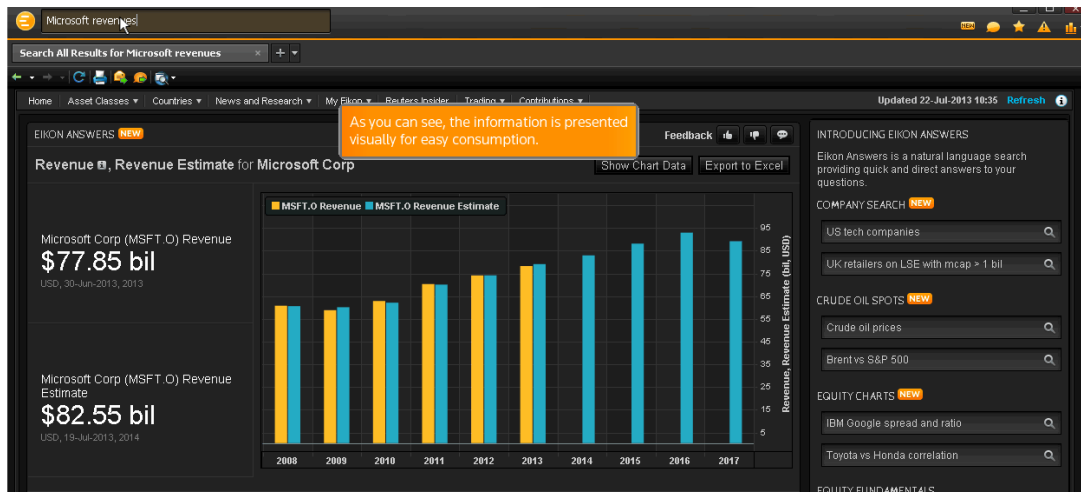 Microsoft revenues
NEW
Search All Results for Microsoft revenues
Home Asset Classes Countries News and Research My Eikon Reuters Insider Trading Contributions Updated 22-Jul-2013 10:35 Refresh
As you can see, the information is presented
visually for easy consumption.
EIKON ANSWERS NEW
Feedback
Revenue, Revenue Estimate for Microsoft Corp
Show Chart Data Export to Excel
Microsoft Corp (MSFT.O) Revenue
$77.85 bil
USD, 30-Jun-2013, 2013
Microsoft Corp (MSFT.O) Revenue
Estimate
$82.55 bil
USD, 19-Jul-2013, 2014
MSFT.O Revenue MSFT.O Revenue Estimate
95
85
75
65
55
45
35
25
15
5
Revenue, Revenue Estimate (bil, USD)
2008 2009 2010 2011 2012 2013 2014 2015 2016 2017
INTRODUCING EIKON ANSWERS
Eikon Answers is a natural language search
providing quick and direct answers to your
questions.
COMPANY SEARCH NEW
US tech companies
UK retailers on LSE with mcap > 1 bil
CRUDE OIL SPOTS NEW
Crude oil prices
Brent vs S&P 500
EQUITY CHARTS NEW
IBM Google spread and ratio
Toyota vs Honda correlation
EQUITY FUNDAMENTALS